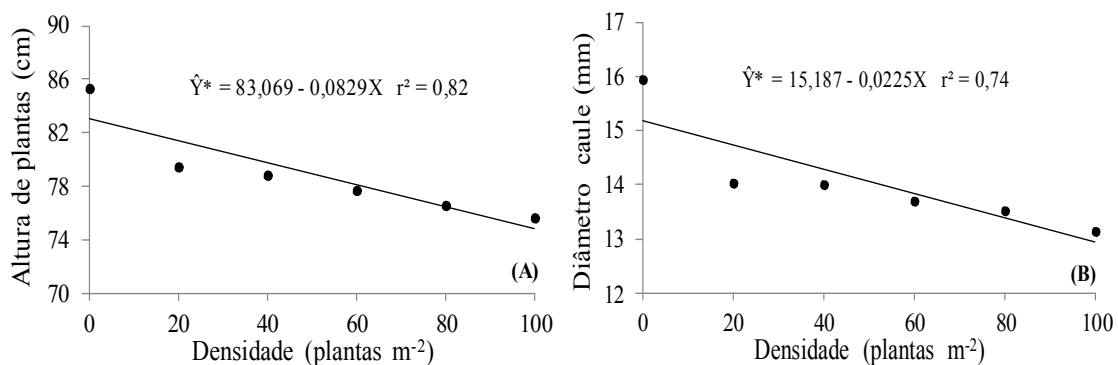 Altura de plantas (cm)
90
86
82
78
74
70
Ŷ* = 83,069 - 0,0829X r² = 0,82
(A)
0 20 40 60 80 100
Densidade (plantas m⁻²)
Diâmetro caule (mm)
17
16
15
14
13
12
Ŷ* = 15,187 - 0,0225X r² = 0,74
(B)
0 20 40 60 80 100
Densidade (plantas m⁻²)